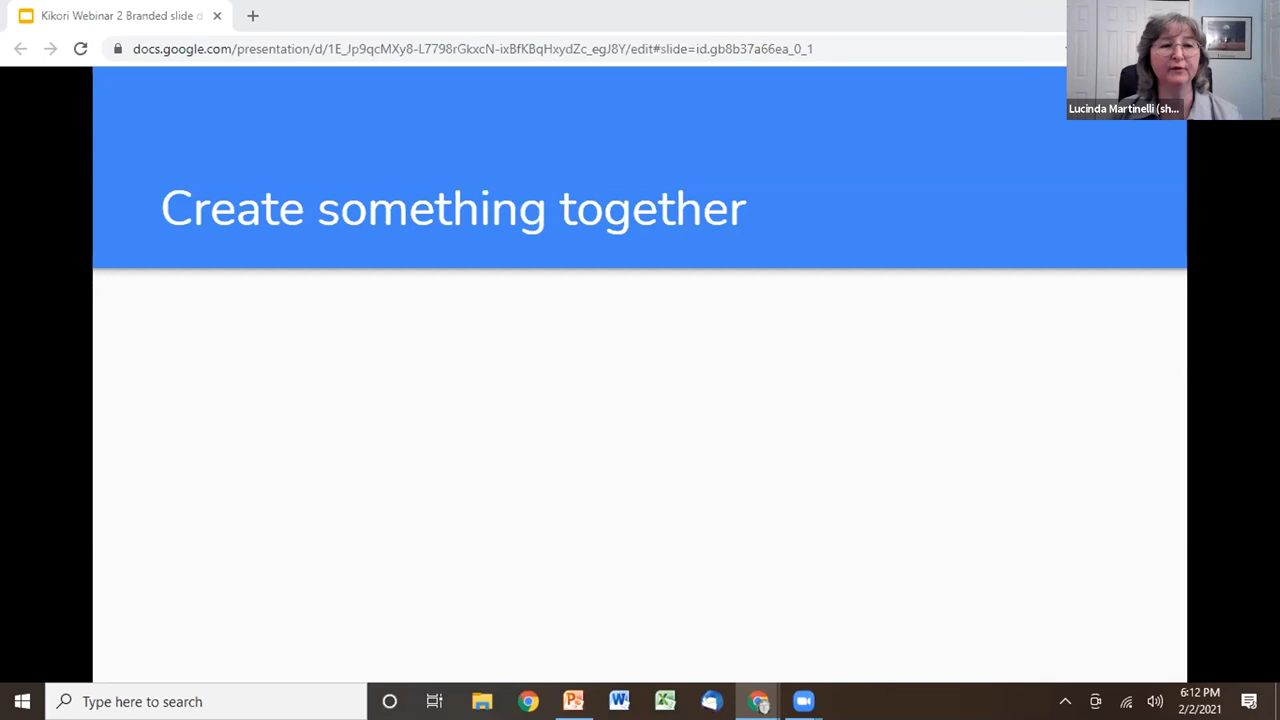 Kikori Webinar 2 Branded slide d
docs.google.com/presentation/d/1E_Jp9qcMXy8-L7798rGkxcN-ixBfKBqHxydZc_egJ8Y/edit#slide=id.gb8b37a66ea_0_1
Lucinda Martinelli (sh...
Create something together
Type here to search
6:12 PM
2/2/2021